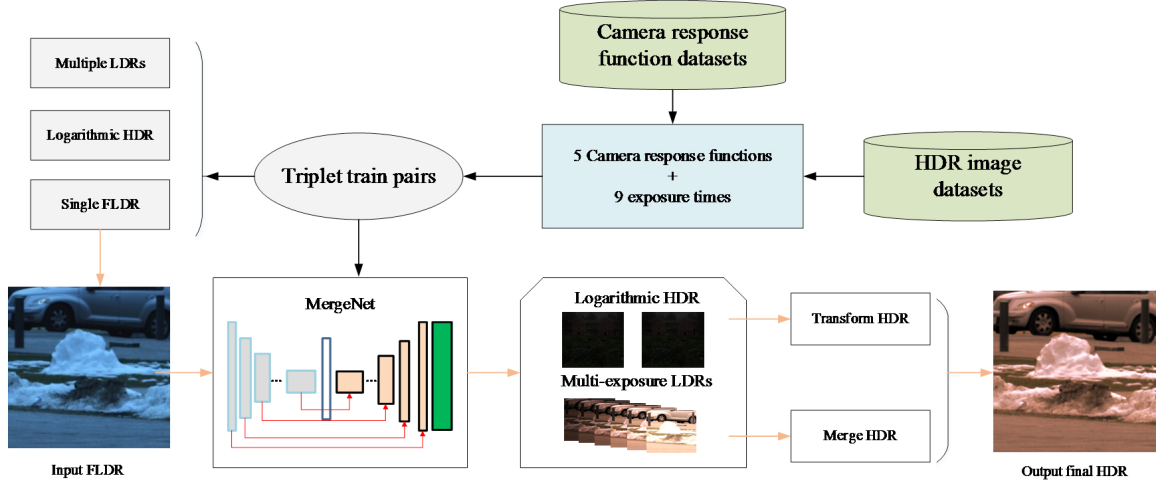 Camera response
function datasets
Multiple LDRs
Logarithmic HDR
Single FLDR
Triplet train pairs
5 Camera response functions
+
9 exposure times
HDR image
datasets
MergeNet
Logarithmic HDR
Multi-exposure LDRs
Transform HDR
Merge HDR
Input FLDR
Output final HDR